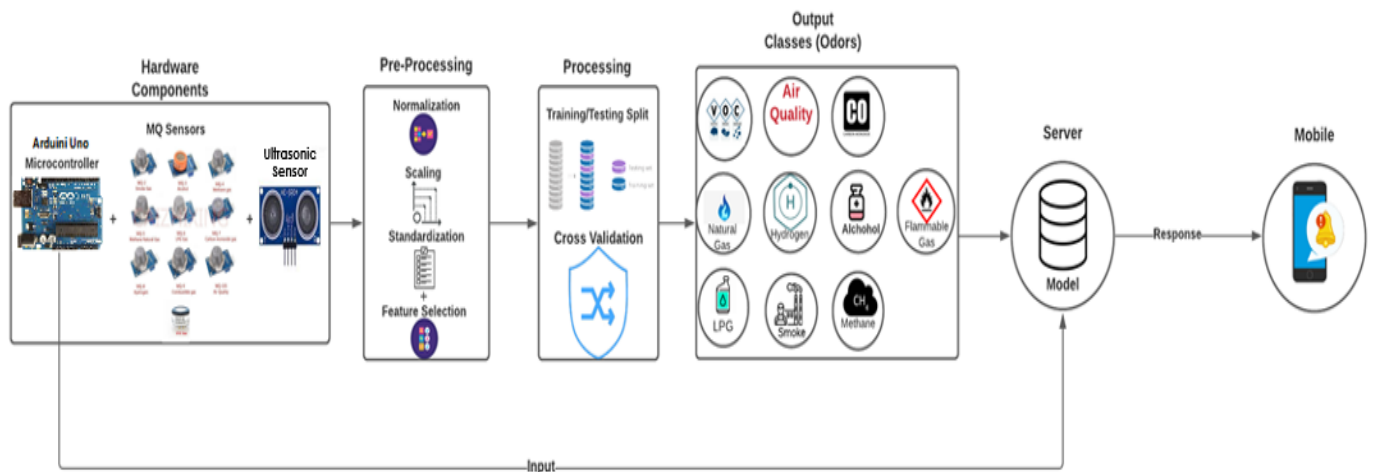 Hardware
Components
Arduini Uno
Microcontroller
MQ Sensors
Ultrasonic
Sensor
Pre-Processing
Normalization
Scaling
Standardization
+
Feature Selection
Processing
Training/Testing Split
Cross Validation
Output
Classes (Odors)
VOC
Air
Quality
CO
Natural
Gas
H
Hydrogen
Alchohol
Flammable
Gas
LPG
Smoke
CH4
Methane
Server
Model
Response
Mobile
Input